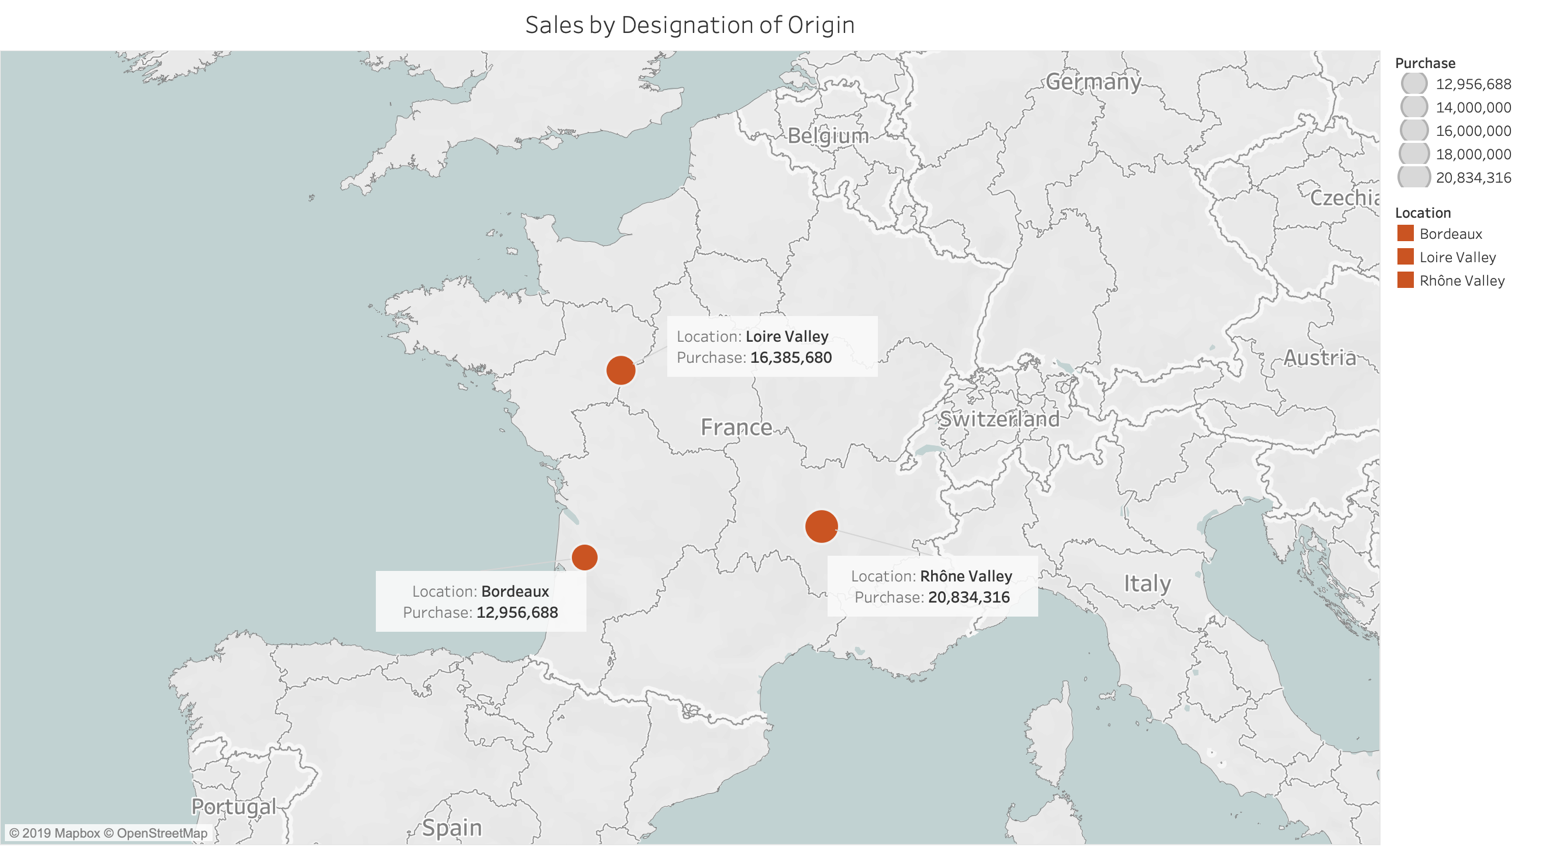 Sales by Designation of Origin
Purchase
12,956,688
14,000,000
16,000,000
18,000,000
20,834,316
Location
Bordeaux
Loire Valley
Rhône Valley
Germany
Belgium
Czechia
Location: Loire Valley
Purchase: 16,385,680
Austria
Switzerland
France
Location: Rhône Valley
Purchase: 20,834,316
Italy
Location: Bordeaux
Purchase: 12,956,688
Portugal
Spain
© 2019 Mapbox © OpenStreetMap